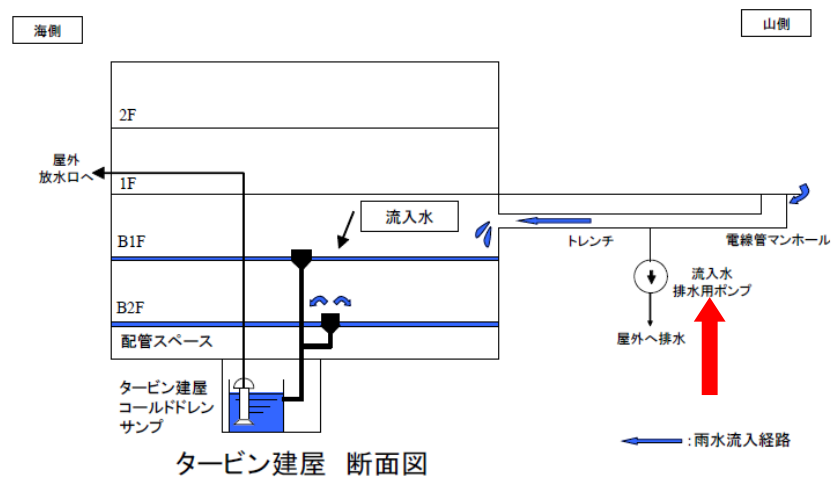 海側
山側
2F
屋外
放水口へ
1F
流入水
B1F
トレンチ
電線管マンホール
流入水
排水用ポンプ
B2F
屋外へ排水
配管スペース
タービン建屋
コールドドレン
サンプ
:雨水流入経路
タービン建屋 断面図